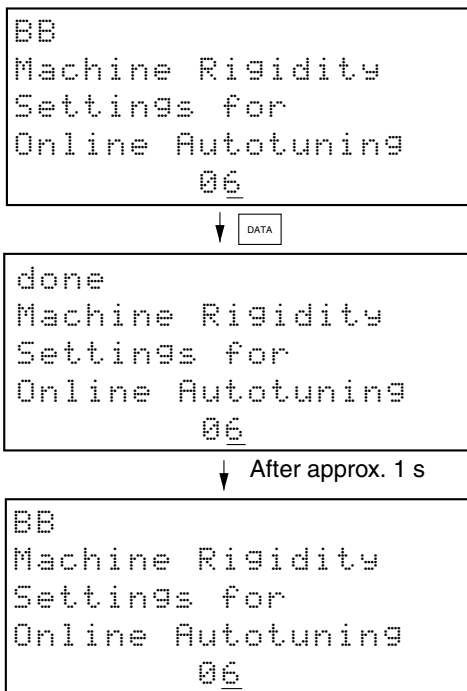 BB
Machine Rigidity
Settings for
Online Autotuning
06
DATA
done
Machine Rigidity
Settings for
Online Autotuning
06
After approx. 1 s
BB
Machine Rigidity
Settings for
Online Autotuning
06